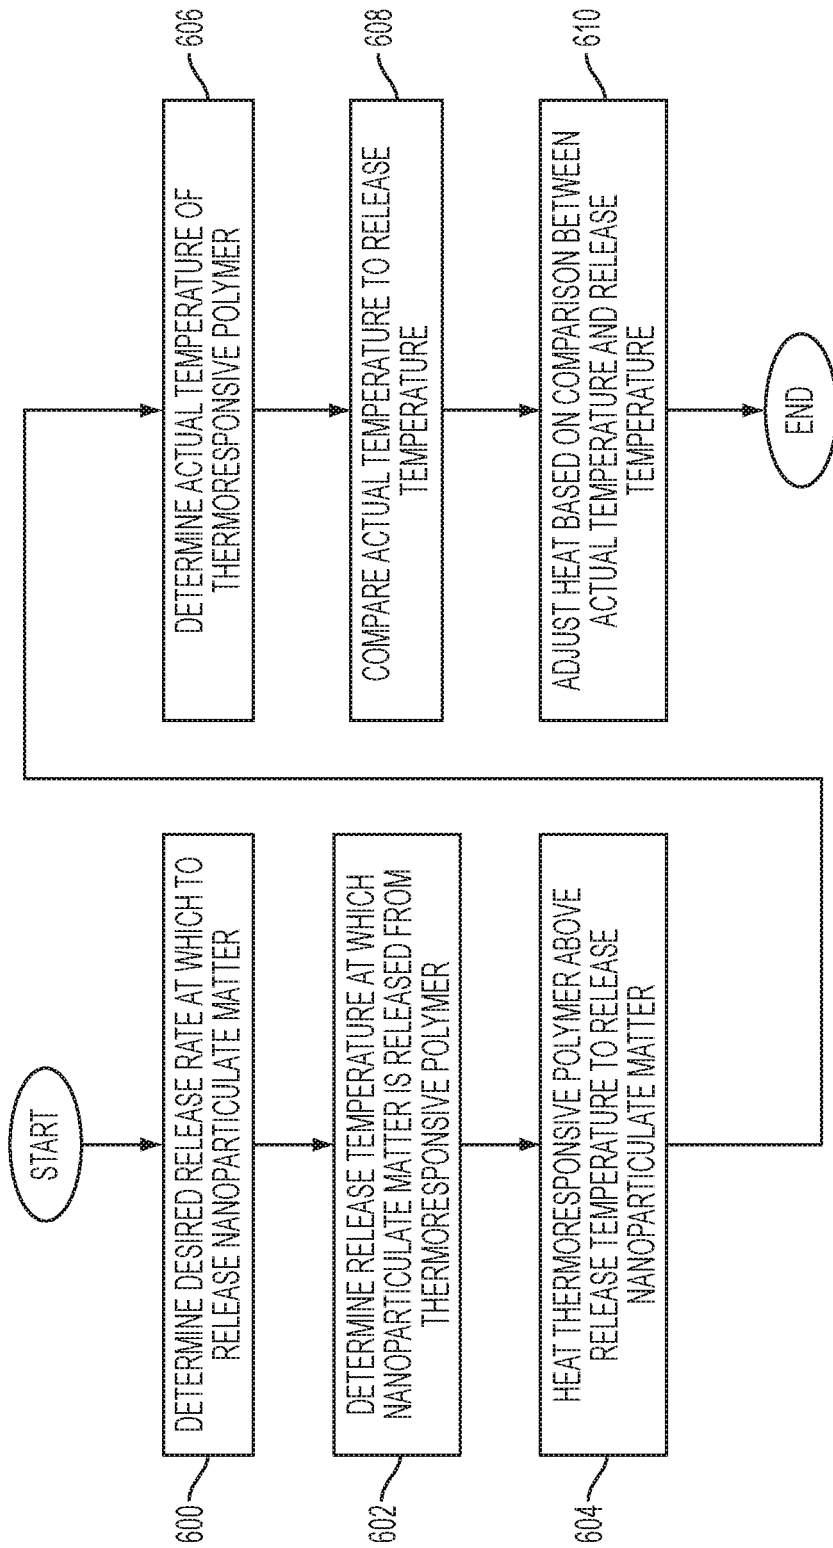 START
DETERMINE DESIRED RELEASE RATE AT WHICH TO
RELEASE NANOPARTICULATE MATTER
600
DETERMINE RELEASE TEMPERATURE AT WHICH
NANOPARTICULATE MATTER IS RELEASED FROM
THERMORESPONSIVE POLYMER
602
HEAT THERMORESPONSIVE POLYMER ABOVE
RELEASE TEMPERATURE TO RELEASE
NANOPARTICULATE MATTER
604
DETERMINE ACTUAL TEMPERATURE OF
THERMORESPONSIVE POLYMER
606
COMPARE ACTUAL TEMPERATURE TO RELEASE
TEMPERATURE
608
ADJUST HEAT BASED ON COMPARISON BETWEEN
ACTUAL TEMPERATURE AND RELEASE
TEMPERATURE
610
END